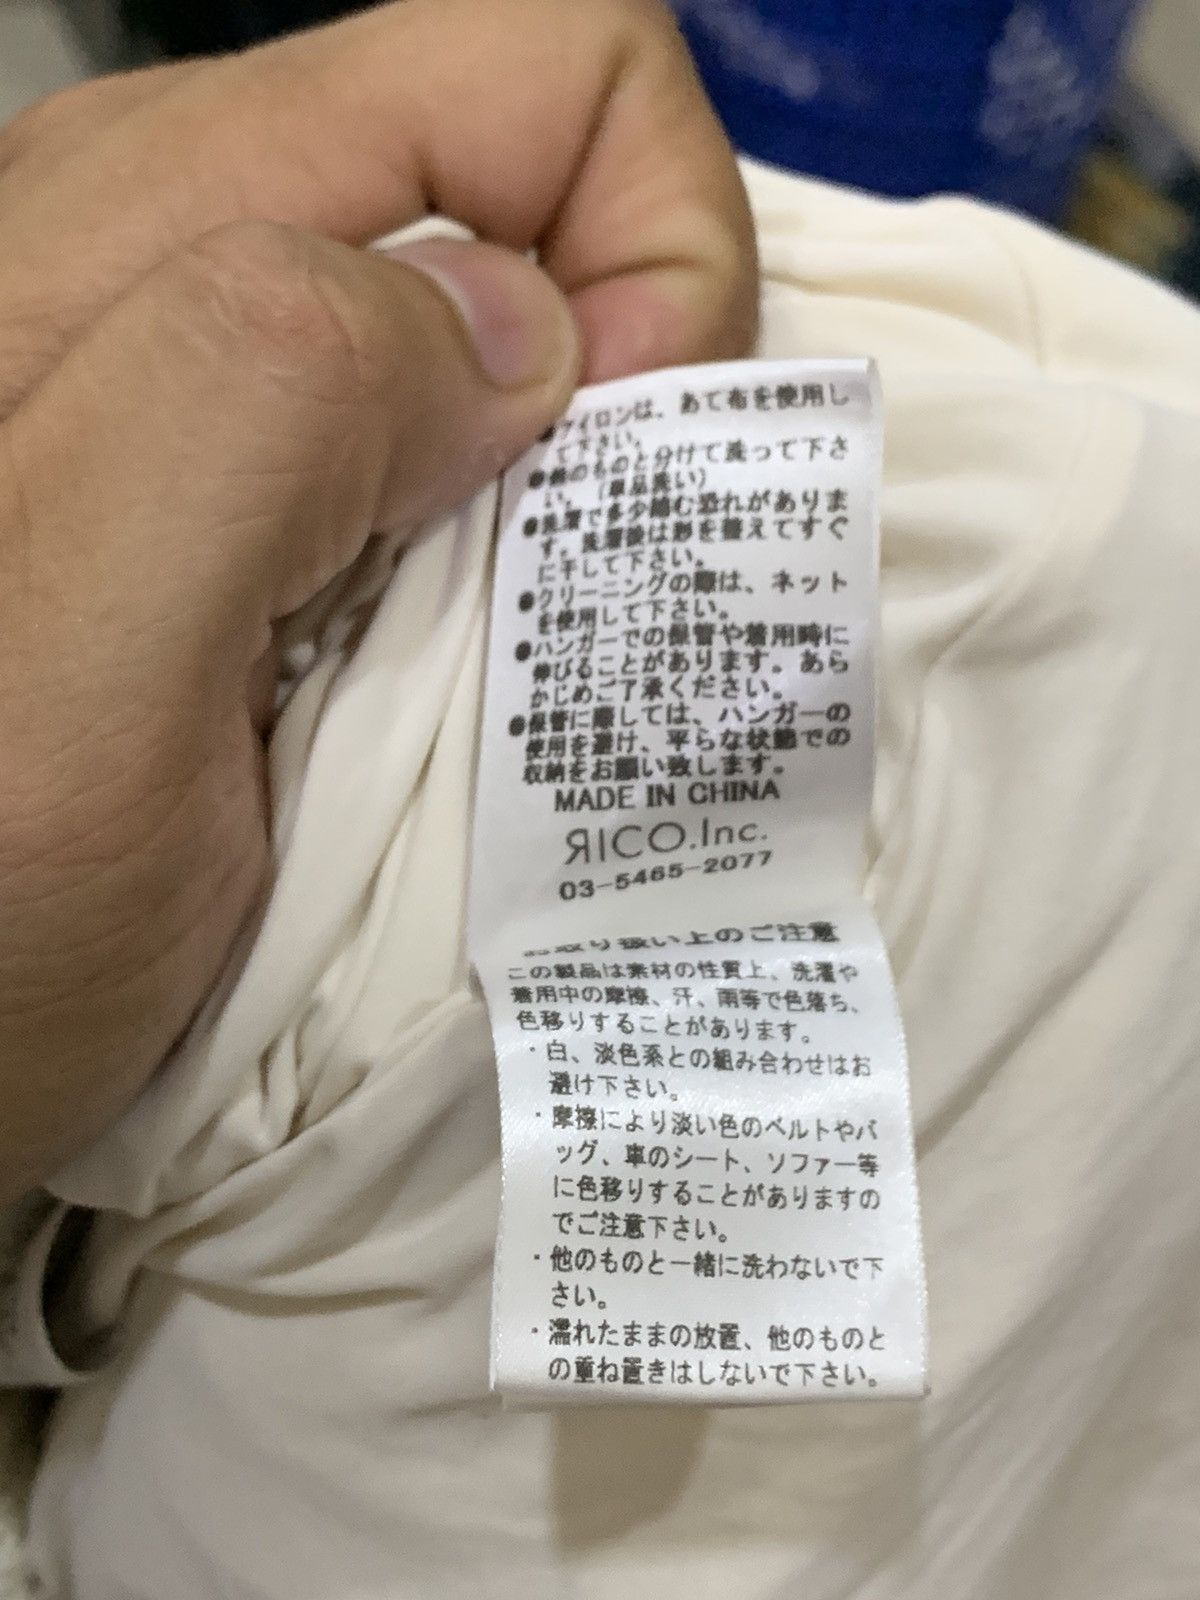 ●アイロンは、あて布を使用し
て下さい。
●他のものと分けて洗って下さ
い。(単品洗い)
●洗濯で多少縮む恐れがありま
す。洗濯後は形を整えてすぐ
に干して下さい。
●クリーニングの際は、ネット
を使用して下さい。
●ハンガーでの保管や着用時に
伸びることがあります。あら
かじめご了承ください。
●保管に際しては、ハンガーの
使用を避け、平らな状態での
収納をお願い致します。
MADE IN CHINA
ЯICO.Inc.
03-5465-2077
お取り扱い上のご注意
この製品は素材の性質上、洗濯や
着用中の摩擦、汗、雨等で色落ち、
色移りすることがあります。
・白、淡色系との組み合わせはお
避け下さい。
・摩擦により淡い色のベルトやバ
ッグ、車のシート、ソファー等
に色移りすることがありますの
でご注意下さい。
・他のものと一緒に洗わないで下
さい。
・濡れたままの放置、他のものと
の重ね置きはしないで下さい。